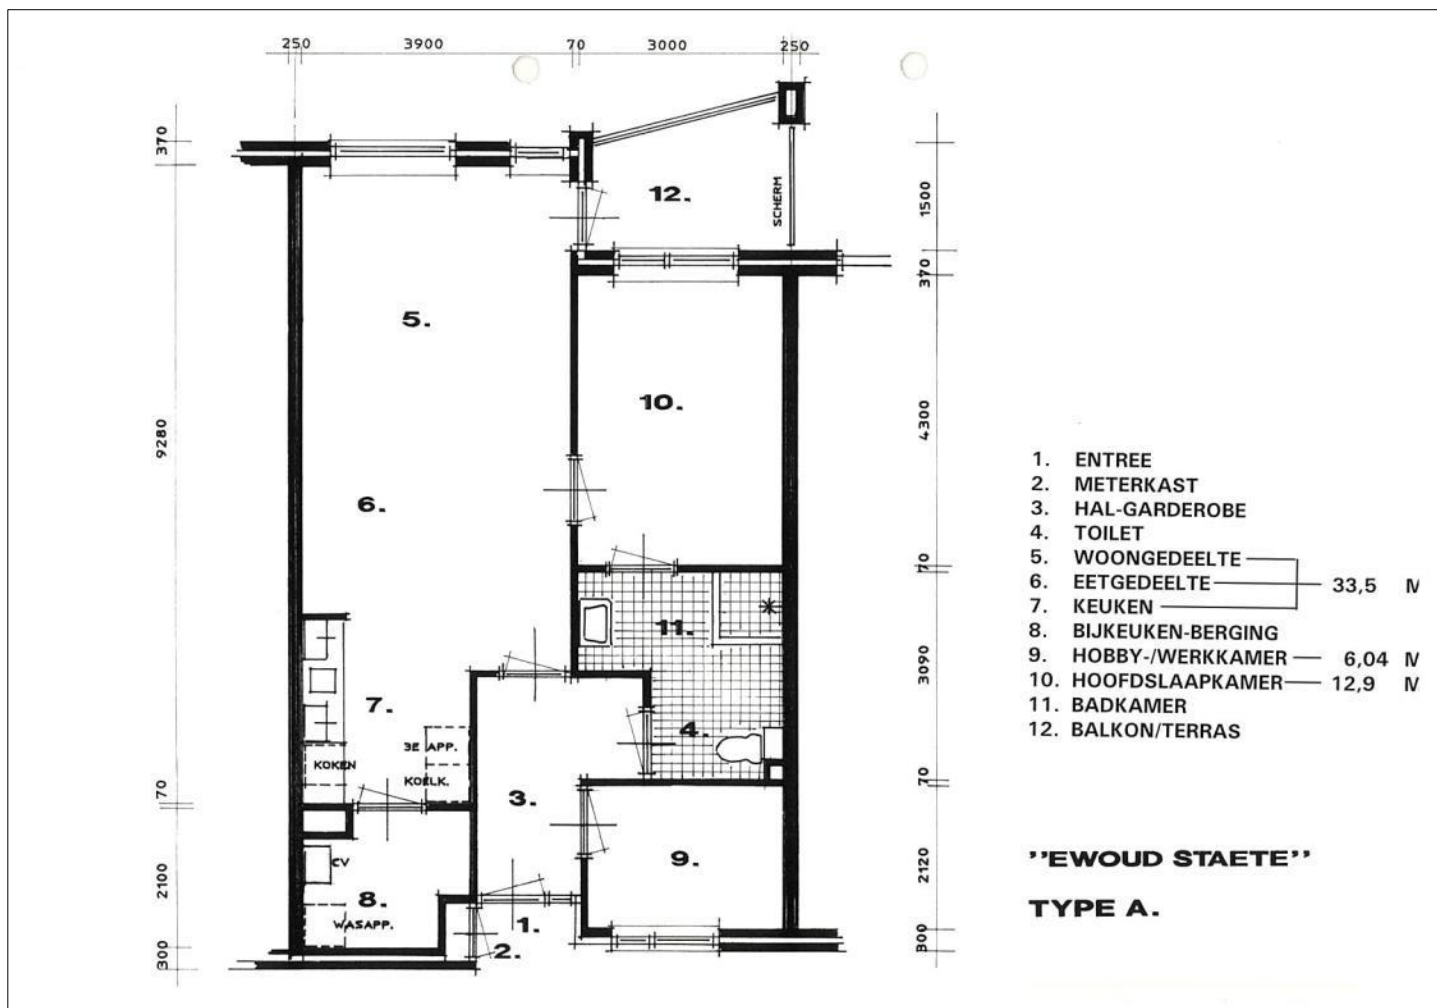 250 3900 70 3000 250
370
9280
70
2100
300
1500
370
4300
70
3090
70
2120
300
12.
SCHERM
5.
10.
6.
11.
7.
4.
3E APP.
KOKEN
KOELK.
3.
9.
CV
8.
WASAPP.
1.
2.
1. ENTREE
2. METERKAST
3. HAL-GARDEROBE
4. TOILET
5. WOONGEDEELTE
6. EETGEDEELTE 33,5
7. KEUKEN
8. BIJKEUKEN-BERGING
9. HOBBY-/WERKKAMER 6,04
10. HOOFDSLAAPKAMER 12,9
11. BADKAMER
12. BALKON/TERRAS
"EWOUD STAETE"
TYPE A.